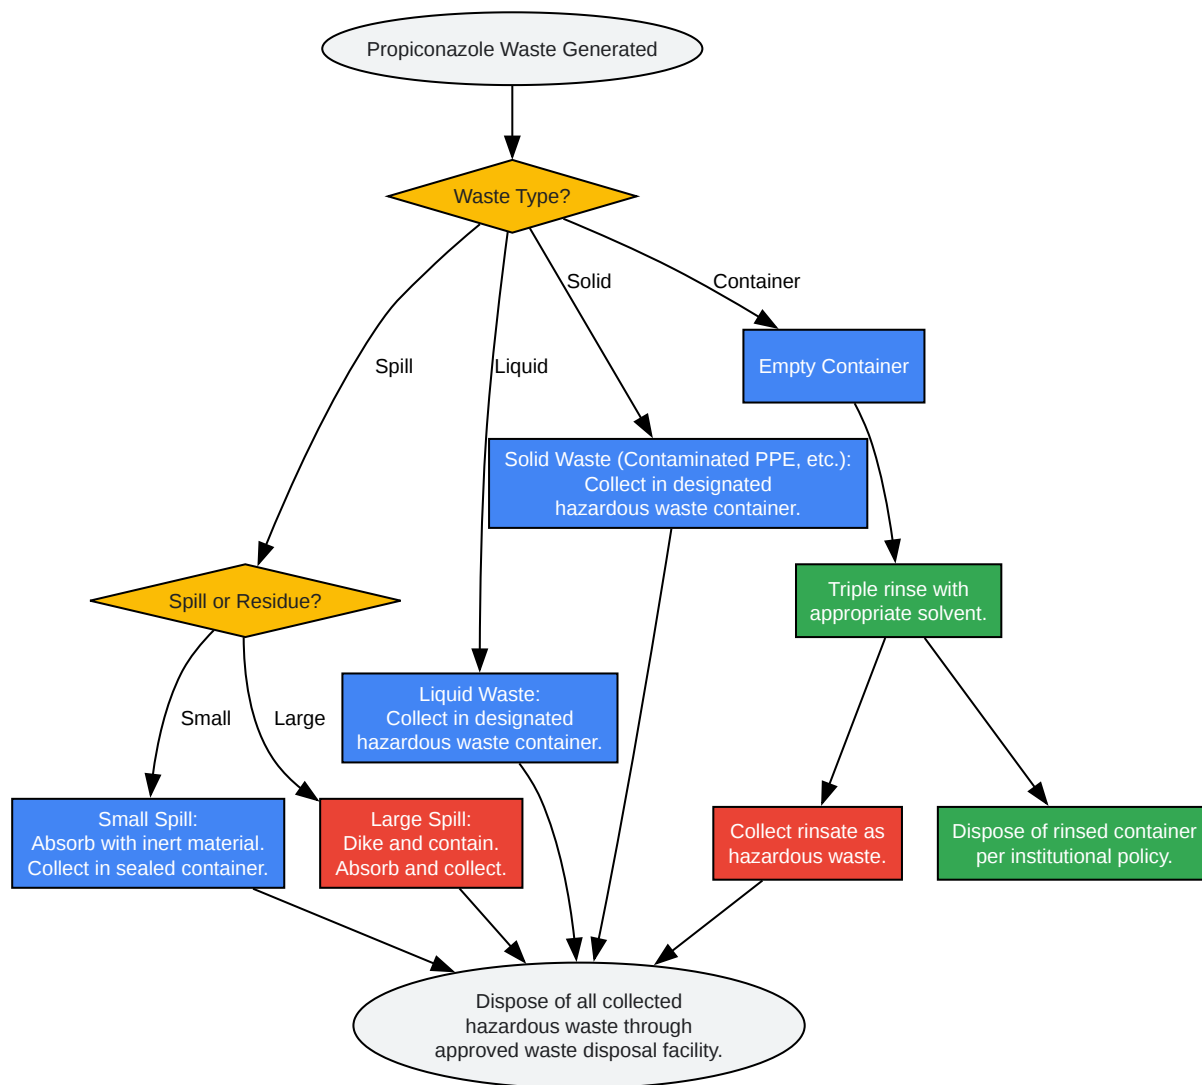 Propiconazole Waste Generated
Waste Type?
Solid
Container
Spill
Liquid
Empty Container
Solid Waste (Contaminated PPE, etc.):
Collect in designated
hazardous waste container.
Spill or Residue?
Triple rinse with
appropriate solvent.
Small
Large
Liquid Waste:
Collect in designated
hazardous waste container.
Small Spill:
Absorb with inert material.
Collect in sealed container.
Large Spill:
Dike and contain.
Absorb and collect.
Collect rinsate as
hazardous waste.
Dispose of rinsed container
per institutional policy.
Dispose of all collected
hazardous waste through
approved waste disposal facility.